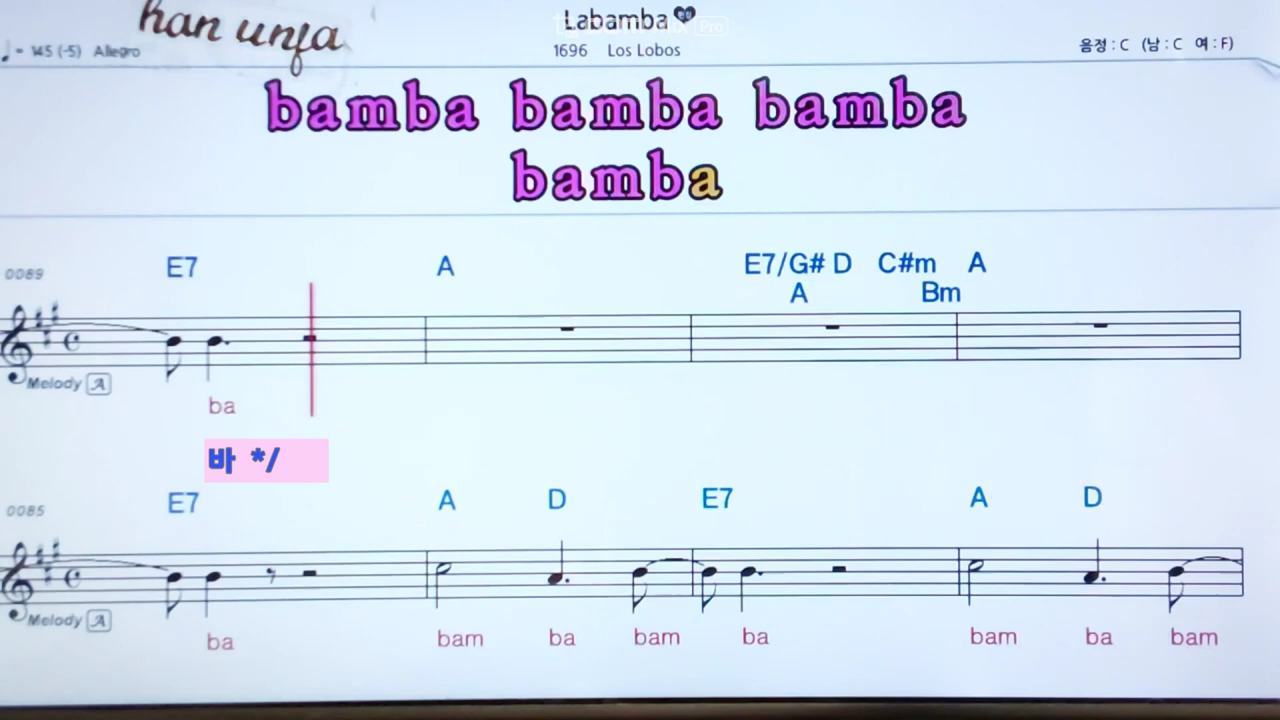 han unfa
Labamba
♩ = 145 (-5) Allegro
1696 Los Lobos
음정 : C (남 : C 여 : F)
bamba bamba bamba
bamba
0089 E7 A E7/G# D C#m A
A Bm
Melody A
ba
바 */
0085 E7 A D E7 A D
Melody A
ba bam ba bam ba bam ba bam